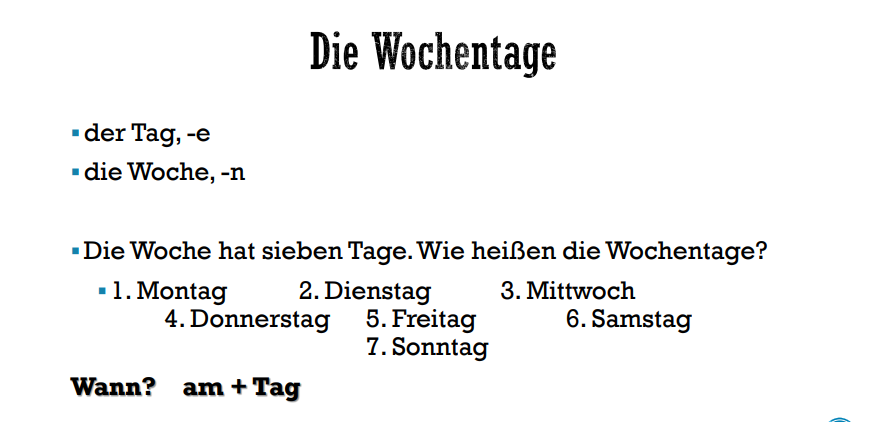 Die Wochentage
der Tag, -e
die Woche, -n
Die Woche hat sieben Tage. Wie heißen die Wochentage?
1. Montag 2. Dienstag 3. Mittwoch
4. Donnerstag 5. Freitag 6. Samstag
7. Sonntag
Wann? am + Tag